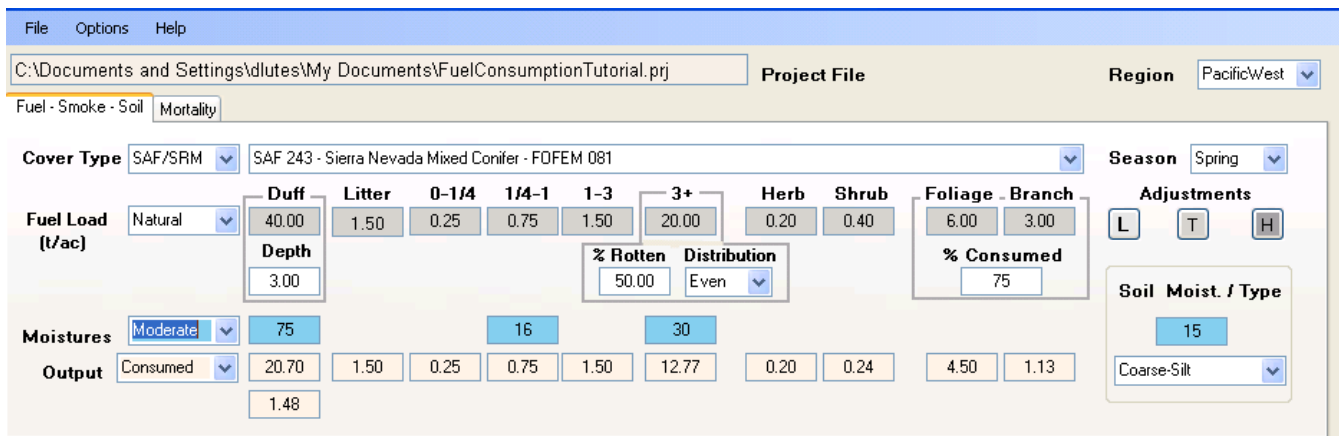 File Options Help
C:\Documents and Settings\dlutes\My Documents\FuelConsumptionTutorial.prj Project File Region PacificWest
Fuel - Smoke - Soil Mortality
Cover Type SAF/SRM SAF 243 - Sierra Nevada Mixed Conifer - FOFEM 081 Season Spring
Duff Litter 0-1/4 1/4-1 1-3 3+ Herb Shrub Foliage Branch Adjustments
Fuel Load Natural 40.00 1.50 0.25 0.75 1.50 20.00 0.20 0.40 6.00 3.00 L T H
(t/ac) Depth % Rotten Distribution % Consumed
3.00 50.00 Even 75 Soil Moist. / Type
Moistures Moderate 75 16 30 15
Output Consumed 20.70 1.50 0.25 0.75 1.50 12.77 0.20 0.24 4.50 1.13 Coarse-Silt
1.48